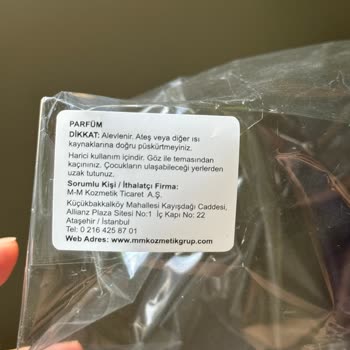 PARFÜM
DİKKAT: Alevlenir. Ateş veya diğer ısı
kaynaklarına doğru püskürtmeyiniz.
Harici kullanım içindir. Göz ile temasından
kaçınınız. Çocukların ulaşabileceği yerlerden
uzak tutunuz.
Sorumlu Kişi / İthalatçı Firma:
M-M Kozmetik Ticaret A.Ş.
Küçükbakkalköy Mahallesi Kayışdağı Caddesi,
Allianz Plaza Sitesi No:1 İç Kapı No: 22
Ataşehir / İstanbul
Tel: 0 216 425 87 01
Web Adres: www.mmkozmetikgrup.com